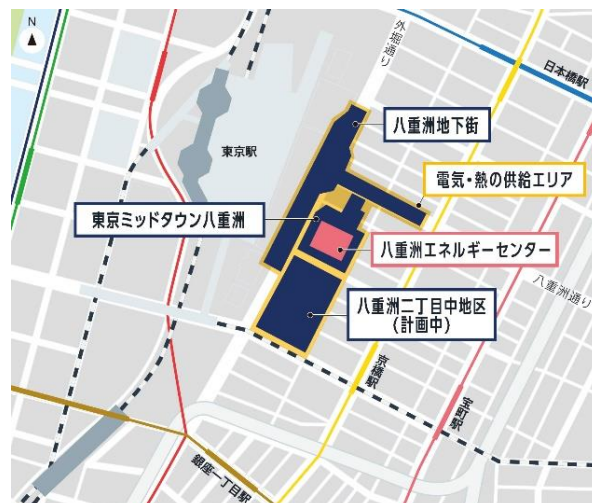 N
外堀通り
日本橋駅
八重洲地下街
東京駅
電気・熱の供給エリア
東京ミッドタウン八重洲
八重洲エネルギーセンター
八重洲通り
八重洲二丁目中地区
(計画中)
京橋駅
宝町駅
銀座一丁目駅